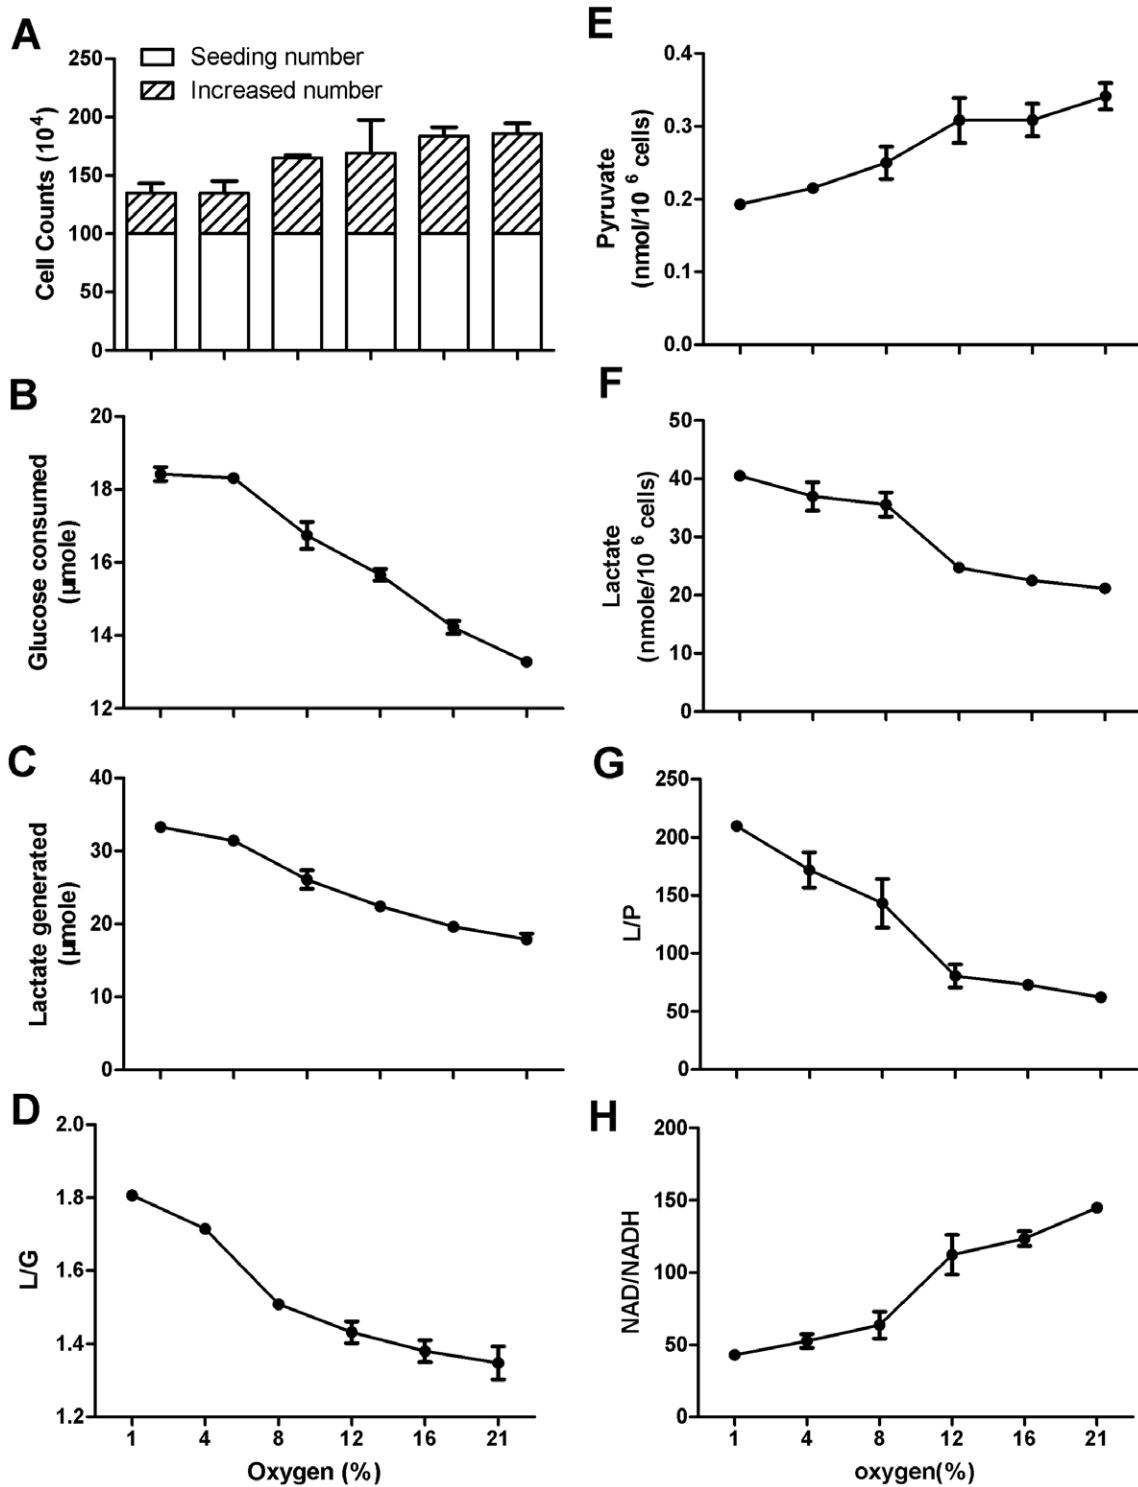 A
Seeding number
Increased number
250
200
150
100
50
0
Cell Counts (10⁴)
B
20
18
16
14
12
Glucose consumed
(µmole)
C
40
30
20
10
0
Lactate generated
(µmole)
D
2.0
1.8
1.6
1.4
1.2
L/G
1 4 8 12 16 21
Oxygen (%)
E
0.4
0.3
0.2
0.1
0.0
Pyruvate
(nmol/10 ⁶ cells)
F
50
40
30
20
10
0
Lactate
(nmole/10 ⁶ cells)
G
250
200
150
100
50
0
L/P
H
200
150
100
50
0
NAD/NADH
1 4 8 12 16 21
oxygen(%)